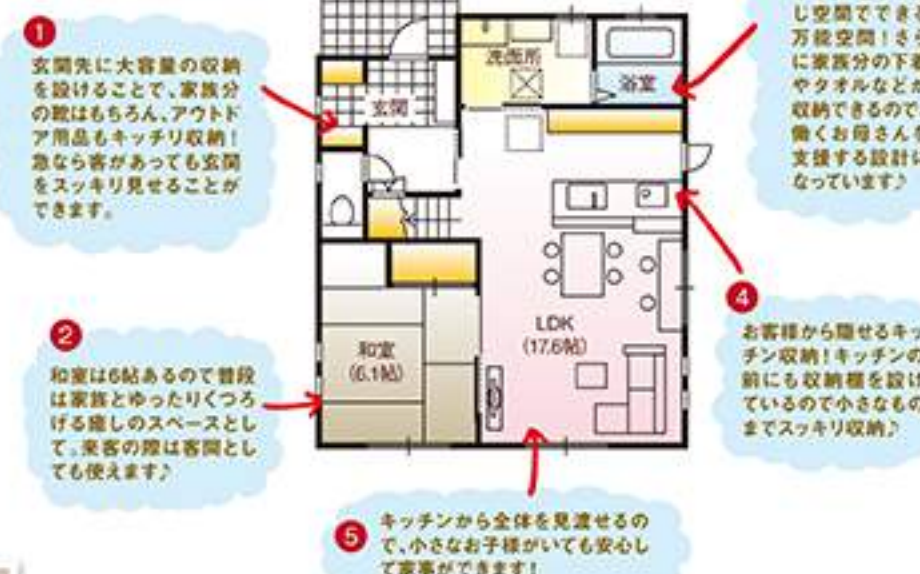 1
玄関先に大容量の収納
を設けることで、家族分
の靴はもちろん、アウトド
ア用品もキッチリ収納!
急なら客があっても玄関
をスッキリ見せることが
できます。
2
和室は6帖あるので普段
は家族とゆったりくつろ
げる癒しのスペースとし
て。来客の際は客間とし
ても使えます♪
洗面所
浴室
玄関
LDK
(17.6帖)
和室
(6.1帖)
じ空間ででき
万能空間!さ
に家族分の下着
やタオルなど
収納できるので
働くお母さん
支援する設計
なっています♪
4
お客様から隠せるキッ
チン収納!キッチンの
前にも収納棚を設け
ているので小さなもの
までスッキリ収納♪
5
キッチンから全体を見渡せるの
で、小さなお子様がいても安心し
て家事ができます!